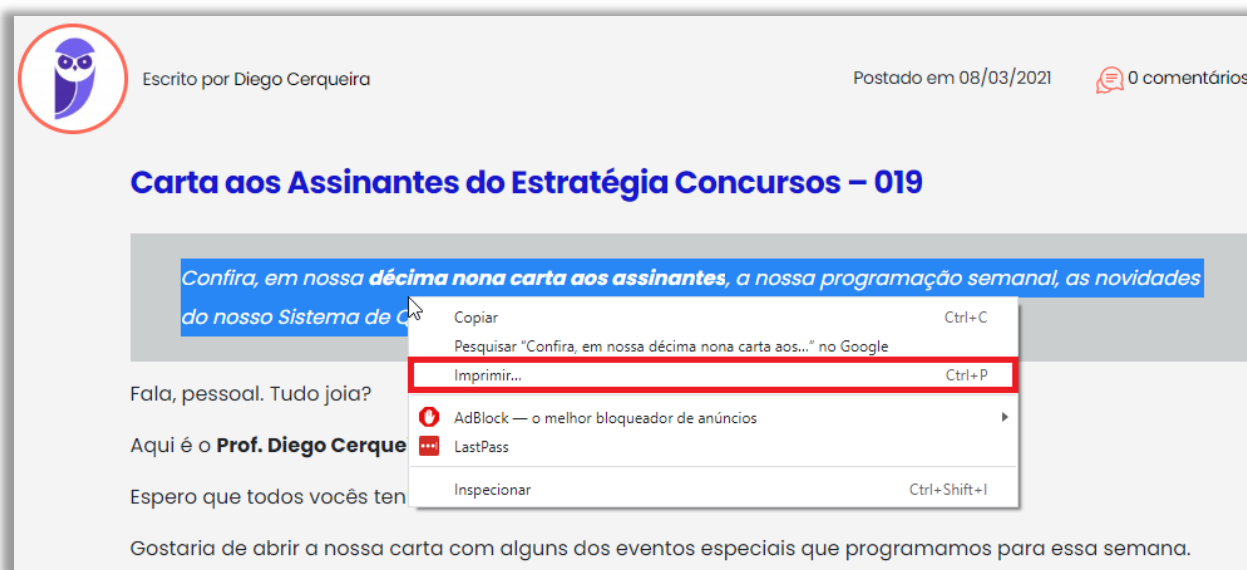 Escrito por Diego Cerqueira
Postado em 08/03/2021
0 comentários
Carta aos Assinantes do Estratégia Concursos – 019
Confira, em nossa décima nona carta aos assinantes, a nossa programação semanal, as novidades
do nosso Sistema de
Copiar Ctrl+C
Pesquisar “Confira, em nossa décima nona carta aos...” no Google
Imprimir... Ctrl+P
AdBlock — o melhor bloqueador de anúncios
LastPass
Inspecionar Ctrl+Shift+I
Fala, pessoal. Tudo joia?
Aqui é o Prof. Diego Cerque
Espero que todos vocês ten
Gostaria de abrir a nossa carta com alguns dos eventos especiais que programamos para essa semana.